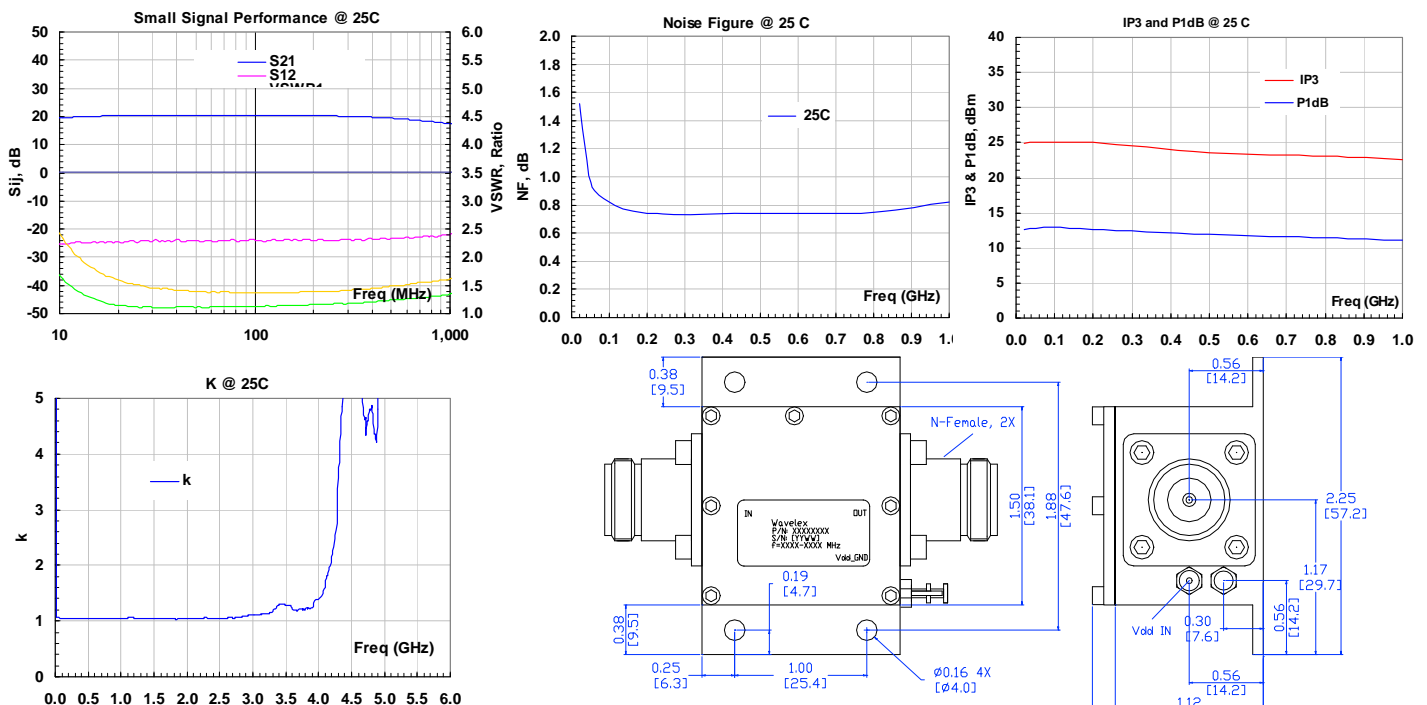 Small Signal Performance @ 25C
50
40
30
20
10
0
-10
-20
-30
-40
-50
Sij, dB
S21
S12
6.0
5.5
5.0
4.5
4.0
3.5
3.0
2.5
2.0
1.5
1.0
VSWR, Ratio
Freq (MHz)
10 100 1,000
Noise Figure @ 25 C
2.0
1.8
1.6
1.4
1.2
1.0
0.8
0.6
0.4
0.2
0.0
NF, dB
25C
Freq (GHz)
0.0 0.1 0.2 0.3 0.4 0.5 0.6 0.7 0.8 0.9 1.0
IP3 and P1dB @ 25 C
40
35
30
25
20
15
10
5
0
IP3 & P1dB, dBm
IP3
P1dB
Freq (GHz)
0.0 0.1 0.2 0.3 0.4 0.5 0.6 0.7 0.8 0.9 1.0
K @ 25C
5
4
3
2
1
0
k
k
Freq (GHz)
0.0 0.5 1.0 1.5 2.0 2.5 3.0 3.5 4.0 4.5 5.0 5.5 6.0
0.38
[9.5]
N-Female, 2X
1.50
[38.1]
1.88
[47.6]
IN OUT
Wavelex
P/N: XXXXXXXX
S/N: [YYWW]
f=XXXX-XXXX MHz
Vdd,GND
0.19
[4.7]
0.38
[9.5]
0.25
[6.3]
1.00
[25.4]
Ø0.16 4X
[Ø4.0]
0.56
[14.2]
2.25
[57.2]
1.17
[29.7]
0.56
[14.2]
Vdd IN
0.30
[7.6]
0.56
[14.2]
1.12